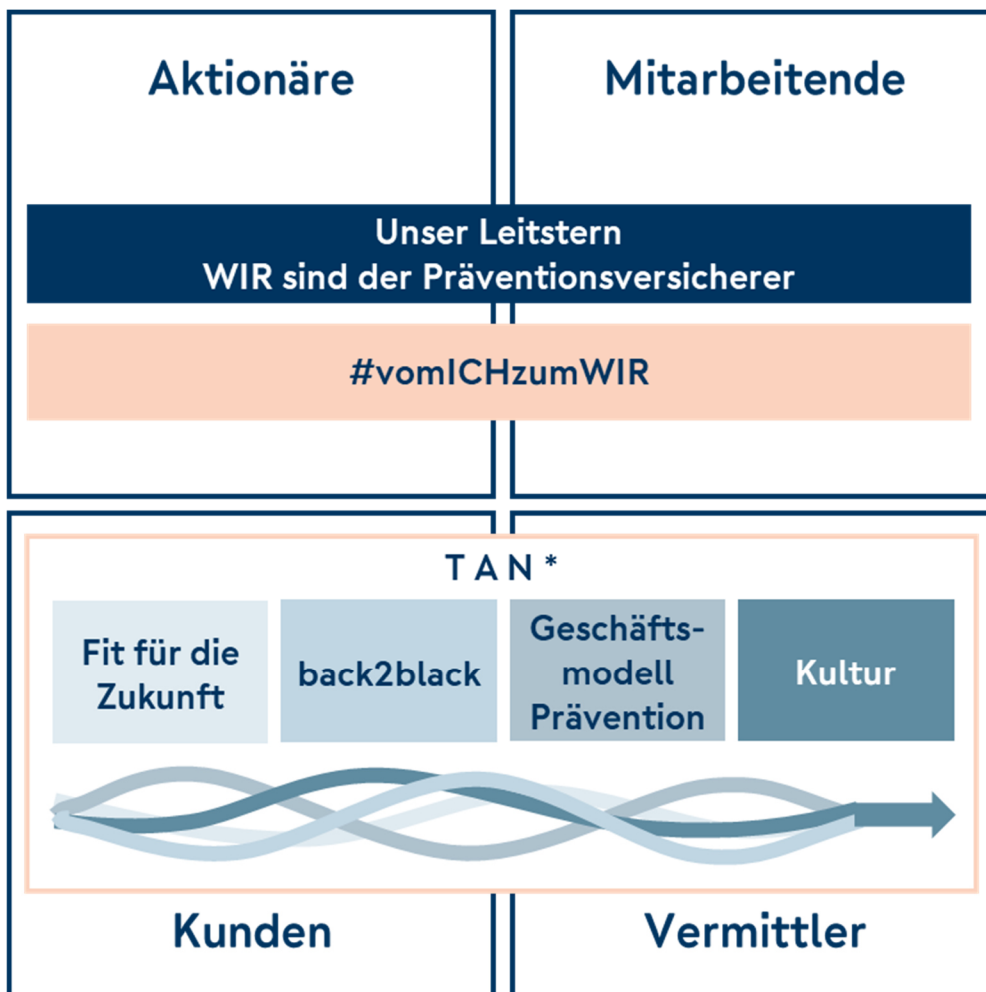 Aktionäre
Mitarbeitende
Unser Leitstern
WIR sind der Präventionsversicherer
#vomICHzumWIR
TAN*
Fit für die
Zukunft
back2black
Geschäfts-
modell
Prävention
Kultur
Kunden
Vermittler